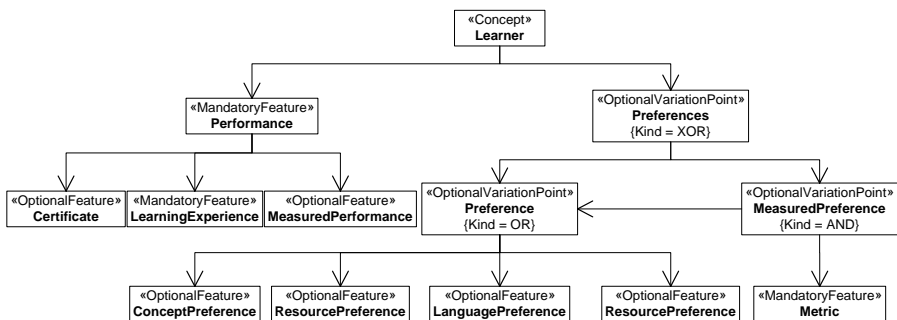 «Concept»
Learner
«MandatoryFeature»
Performance
«OptionalVariationPoint»
Preferences
{Kind = XOR}
«OptionalFeature»
Certificate
«MandatoryFeature»
LearningExperience
«OptionalFeature»
MeasuredPerformance
«OptionalVariationPoint»
Preference
{Kind = OR}
«OptionalVariationPoint»
MeasuredPreference
{Kind = AND}
«OptionalFeature»
ConceptPreference
«OptionalFeature»
ResourcePreference
«OptionalFeature»
LanguagePreference
«OptionalFeature»
ResourcePreference
«MandatoryFeature»
Metric